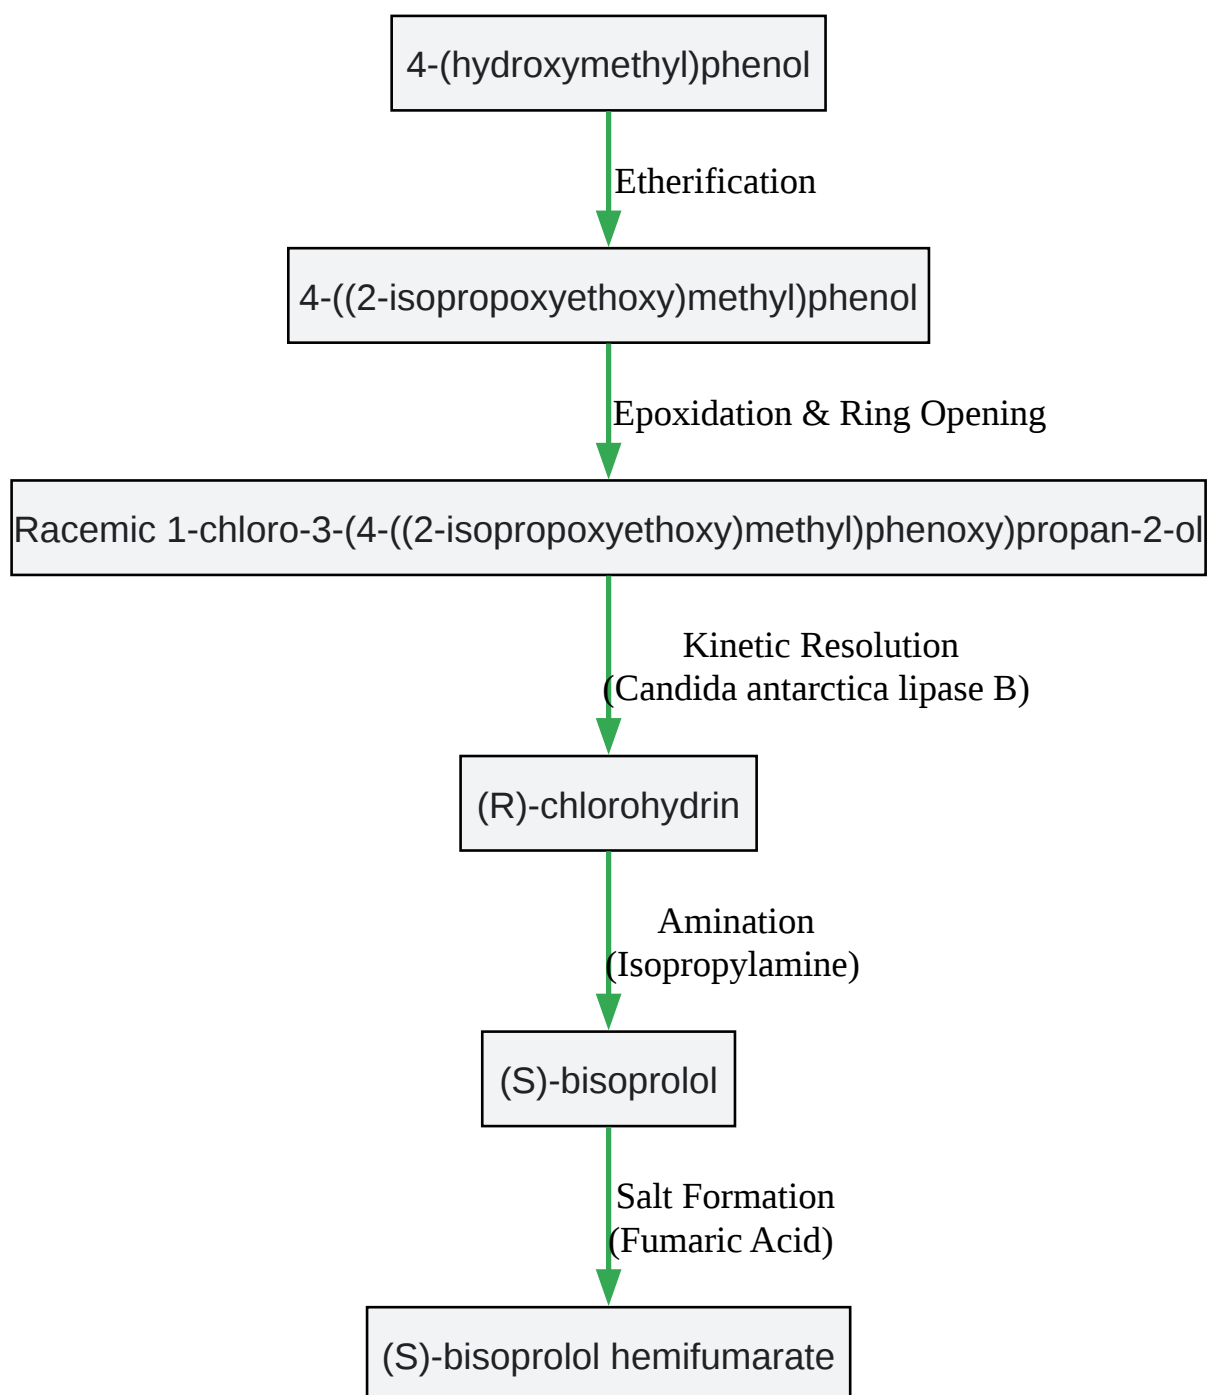 4-(hydroxymethyl)phenol
Etherification
4-((2-isopropoxyethoxy)methyl)phenol
Epoxidation & Ring Opening
Racemic 1-chloro-3-(4-((2-isopropoxyethoxy)methyl)phenoxy)propan-2-ol
Kinetic Resolution
(Candida antarctica lipase B)
(R)-chlorohydrin
Amination
(Isopropylamine)
(S)-bisoprolol
Salt Formation
(Fumaric Acid)
(S)-bisoprolol hemifumarate